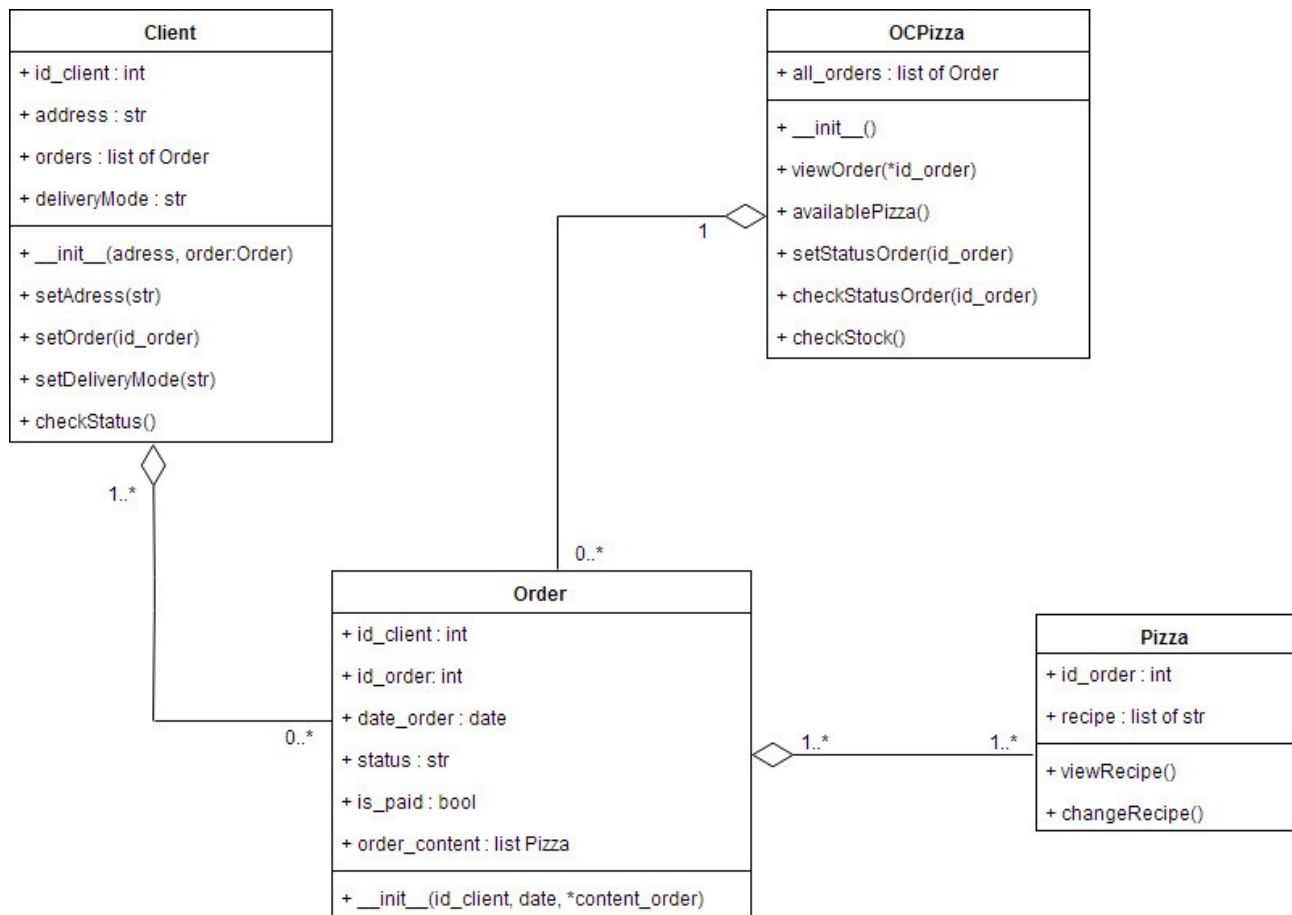 Client
+ id_client : int
+ address : str
+ orders : list of Order
+ deliveryMode : str
+ __init__(adress, order:Order)
+ setAdress(str)
+ setOrder(id_order)
+ setDeliveryMode(str)
+ checkStatus()
1..*
0..*
OCPizza
+ all_orders : list of Order
+ __init__()
+ viewOrder(*id_order)
+ availablePizza()
+ setStatusOrder(id_order)
+ checkStatusOrder(id_order)
+ checkStock()
1
0..*
Order
+ id_client : int
+ id_order: int
+ date_order : date
+ status : str
+ is_paid : bool
+ order_content : list Pizza
+ __init__(id_client, date, *content_order)
1..*
1..*
Pizza
+ id_order : int
+ recipe : list of str
+ viewRecipe()
+ changeRecipe()